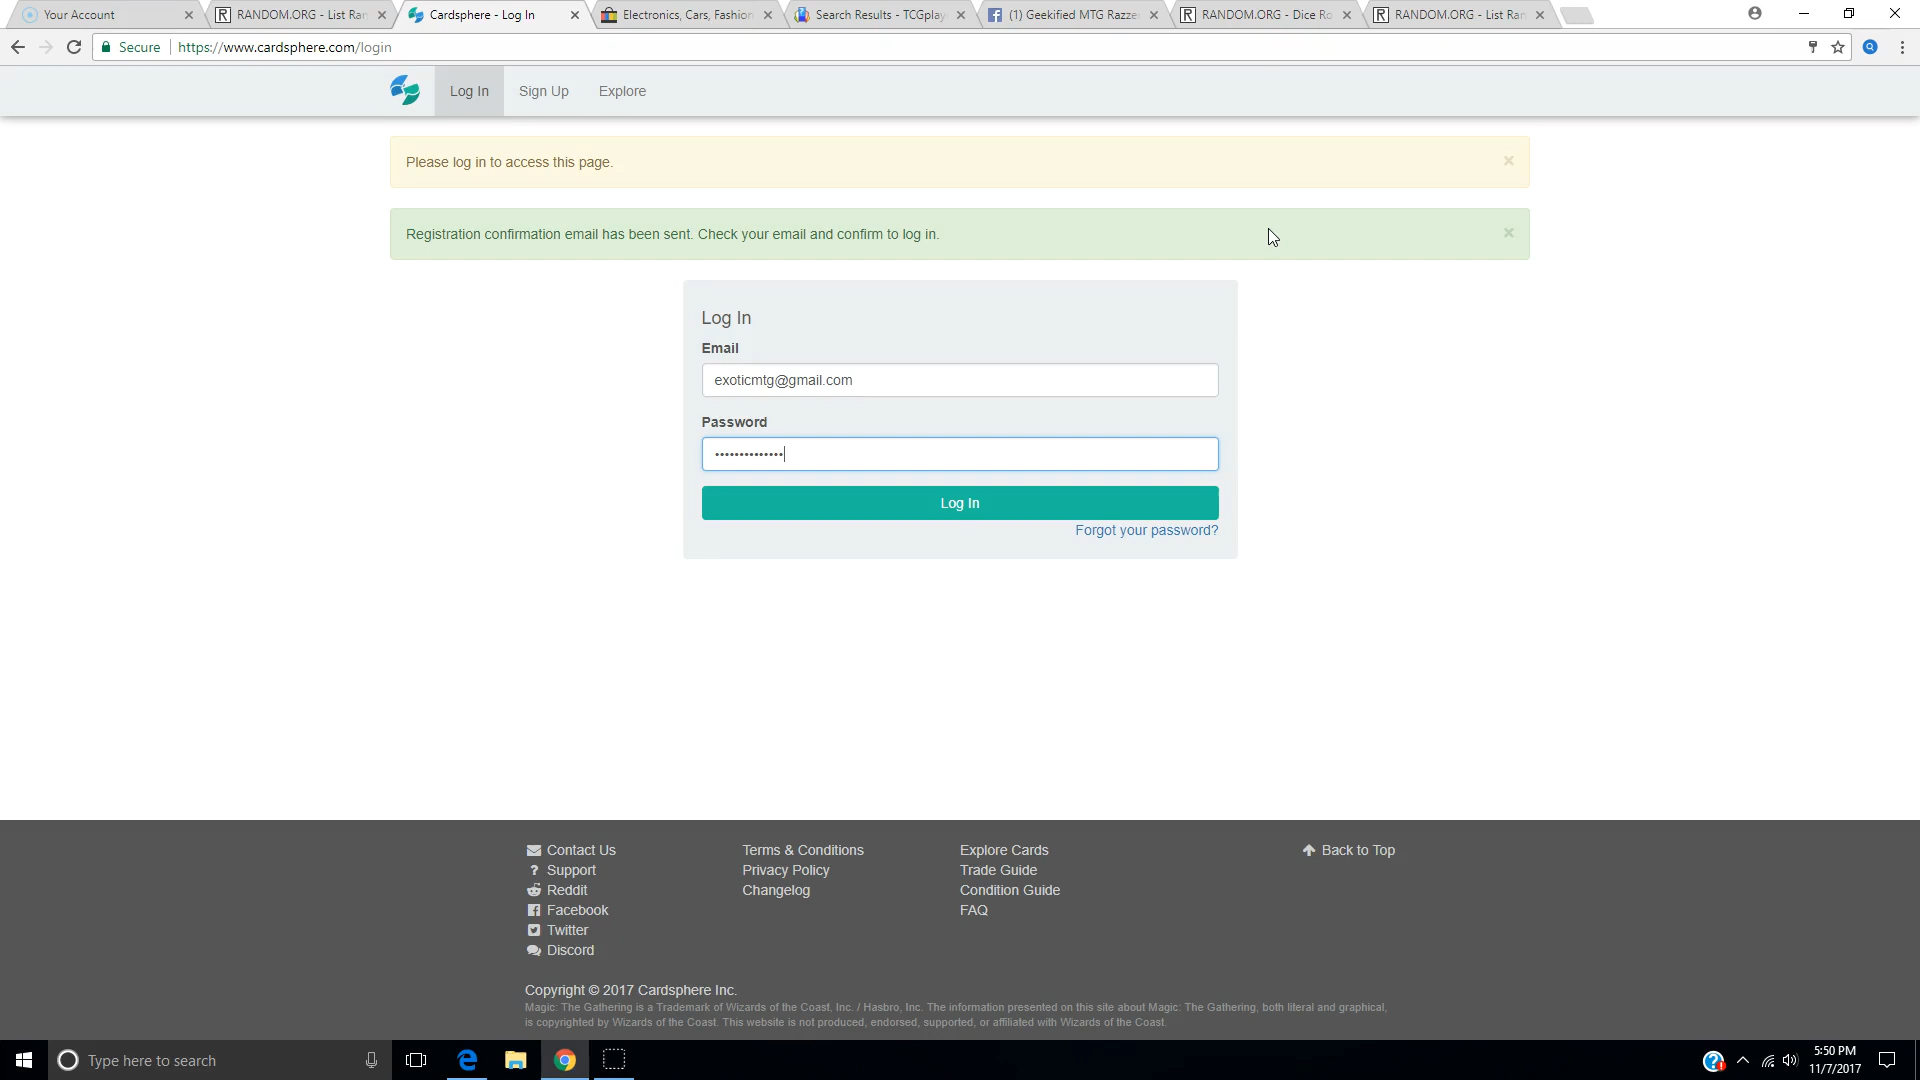 Your Account
RANDOM.ORG - List Ran
Cardsphere - Log In
Electronics, Cars, Fashion
Search Results - TCGplay
(1) Geekified MTG Razze
RANDOM.ORG - Dice Ro
RANDOM.ORG - List Ran
Secure
https://www.cardsphere.com/login
Log In
Sign Up
Explore
Please log in to access this page.
Registration confirmation email has been sent. Check your email and confirm to log in.
Log In
Email
exoticmtg@gmail.com
Password
••••••••••••••
Log In
Forgot your password?
Contact Us
Support
Reddit
Facebook
Twitter
Discord
Terms & Conditions
Privacy Policy
Changelog
Explore Cards
Trade Guide
Condition Guide
FAQ
Back to Top
Copyright © 2017 Cardsphere Inc.
Magic: The Gathering is a Trademark of Wizards of the Coast, Inc. / Hasbro, Inc. The information presented on this site about Magic: The Gathering, both literal and graphical,
is copyrighted by Wizards of the Coast. This website is not produced, endorsed, supported, or affiliated with Wizards of the Coast.
Type here to search
5:50 PM
11/7/2017